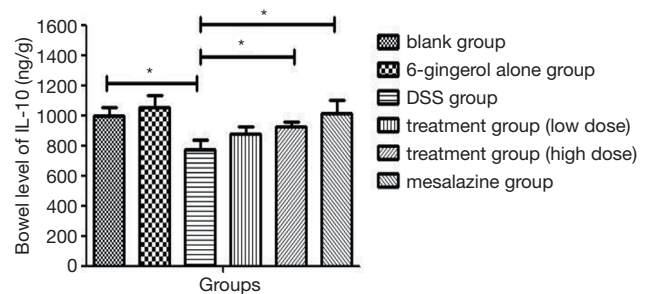 Bowel level of IL-10 (ng/g)
1600
1400
1200
1000
800
600
400
200
0
*
*
*
Groups
blank group
6-gingerol alone group
DSS group
treatment group (low dose)
treatment group (high dose)
mesalazine group